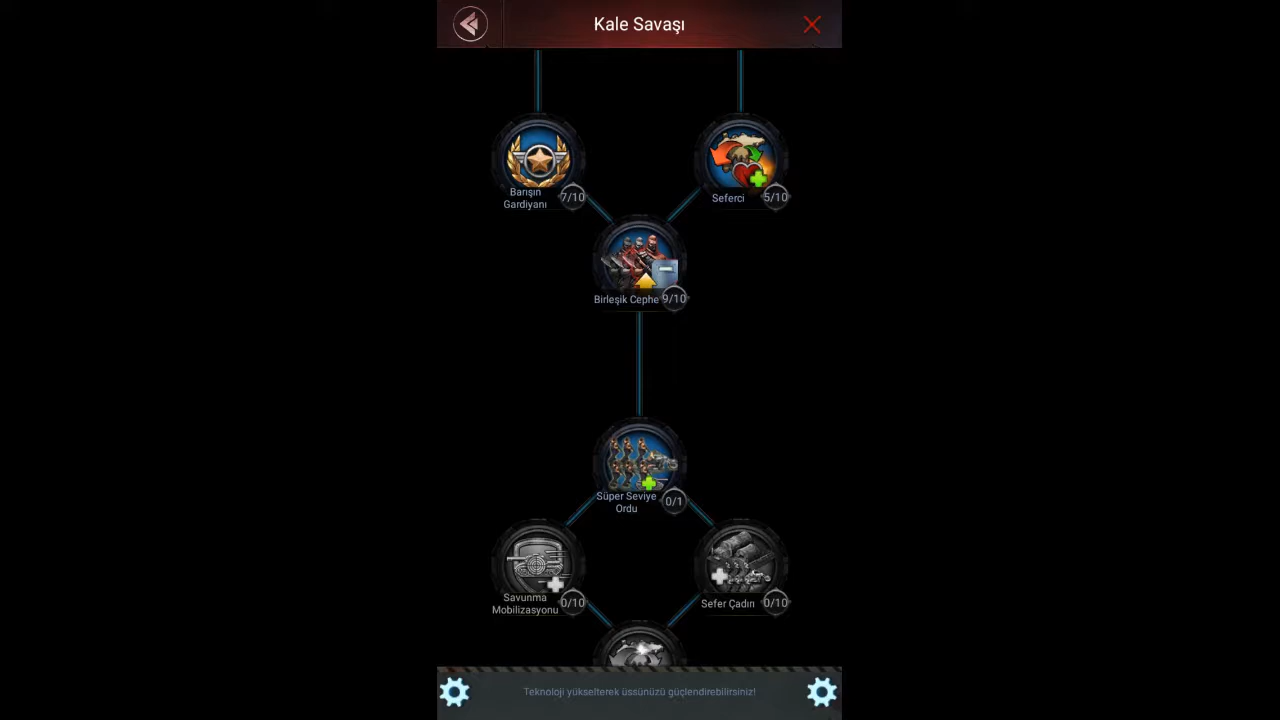 Kale Savaşı
Barışın
Gardiyanı
7/10
Seferci
5/10
Birleşik Cephe
9/10
Süper Seviye
Ordu
0/1
Savunma
Mobilizasyonu
0/10
Sefer Çadırı
0/10
Teknoloji yükselterek üssünüzü güçlendirebilirsiniz!